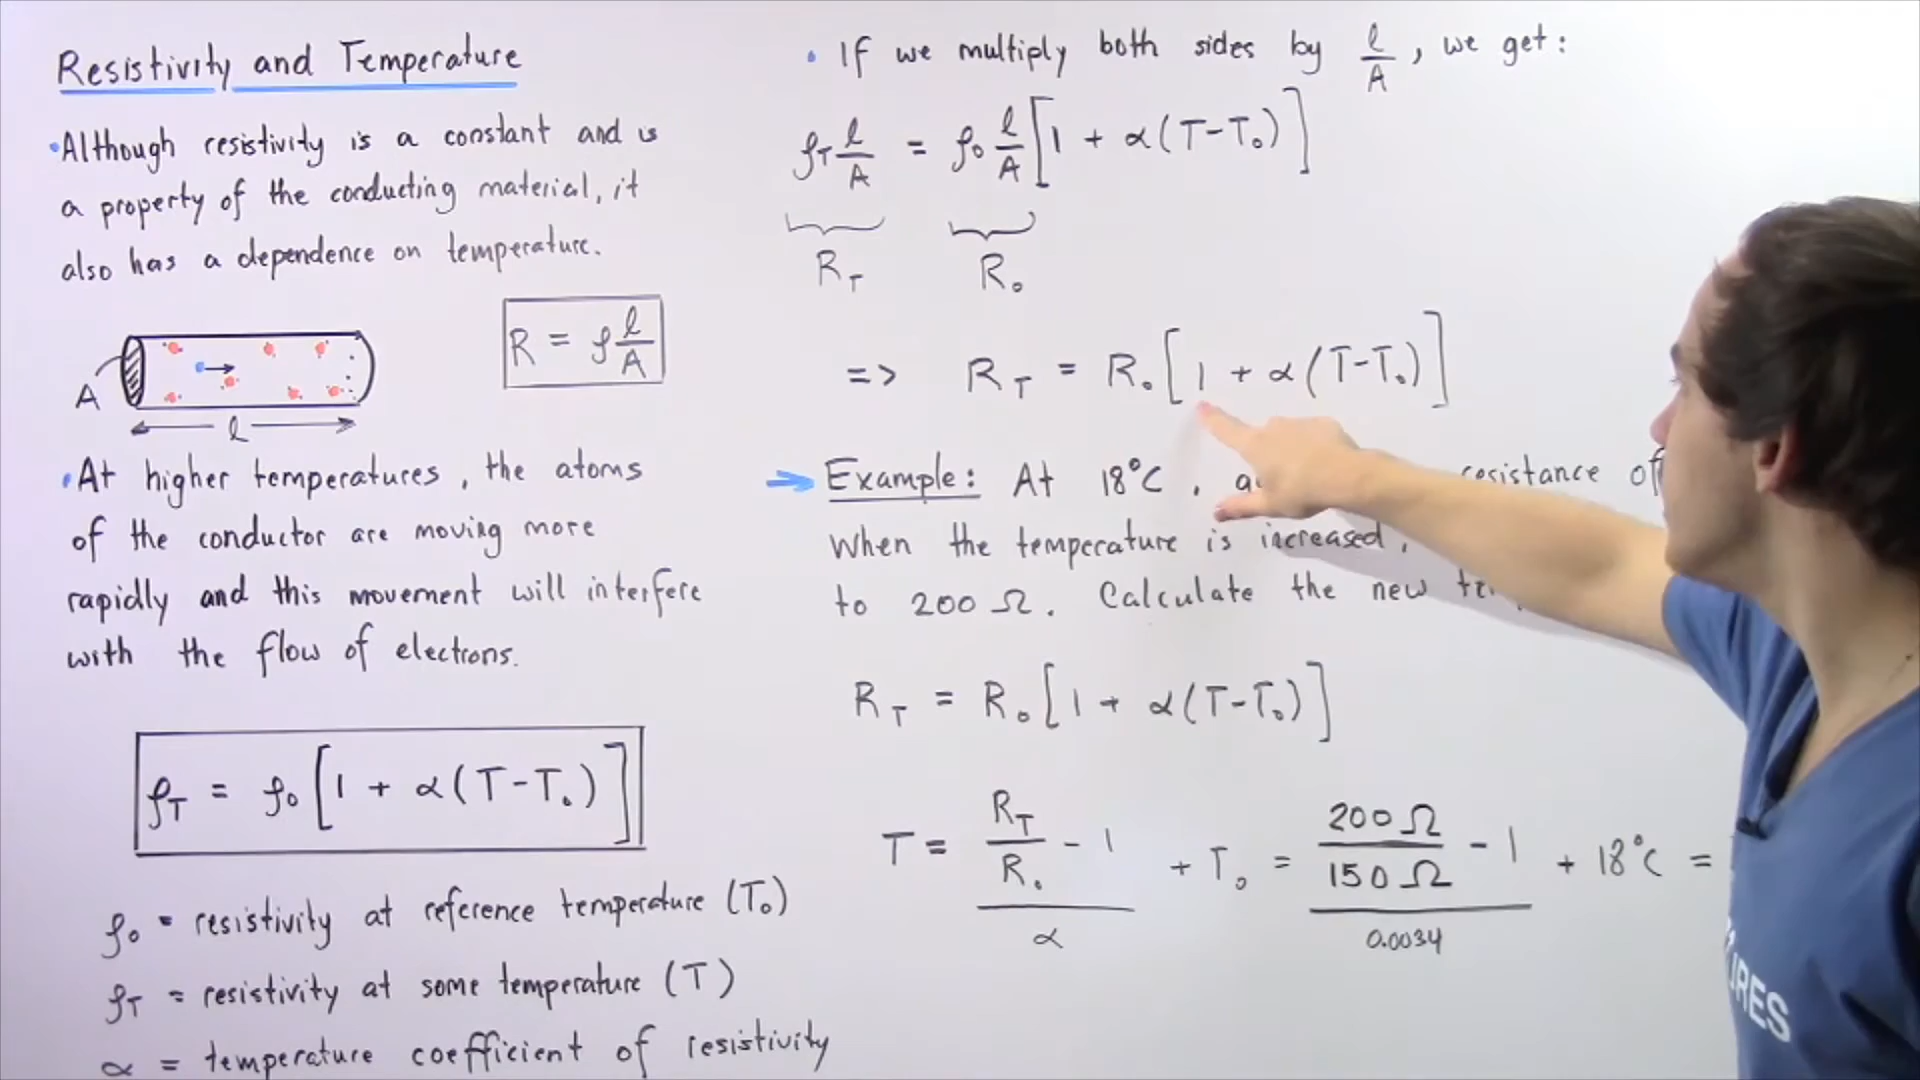 Resistivity and Temperature
•Although resistivity is a constant and is
a property of the conducting material, it
also has a dependence on temperature.
R = ρ l/A
A
l
•At higher temperatures, the atoms
of the conductor are moving more
rapidly and this movement will interfere
with the flow of electrons.
ρT = ρ0 [1 + α(T-T0)]
ρ0 = resistivity at reference temperature (T0)
ρT = resistivity at some temperature (T)
α = temperature coefficient of resistivity
• If we multiply both sides by l/A, we get:
ρT l/A = ρ0 l/A [1 + α(T-T0)]
RT R0
=> RT = R0 [1 + α(T-T0)]
Example: At 18°C, resistance of
When the temperature is increased,
to 200 Ω. Calculate the new
RT = R0 [1 + α(T-T0)]
T = (RT/R0 - 1)/α + T0 = (200 Ω/150 Ω - 1)/0.0034 + 18°C =